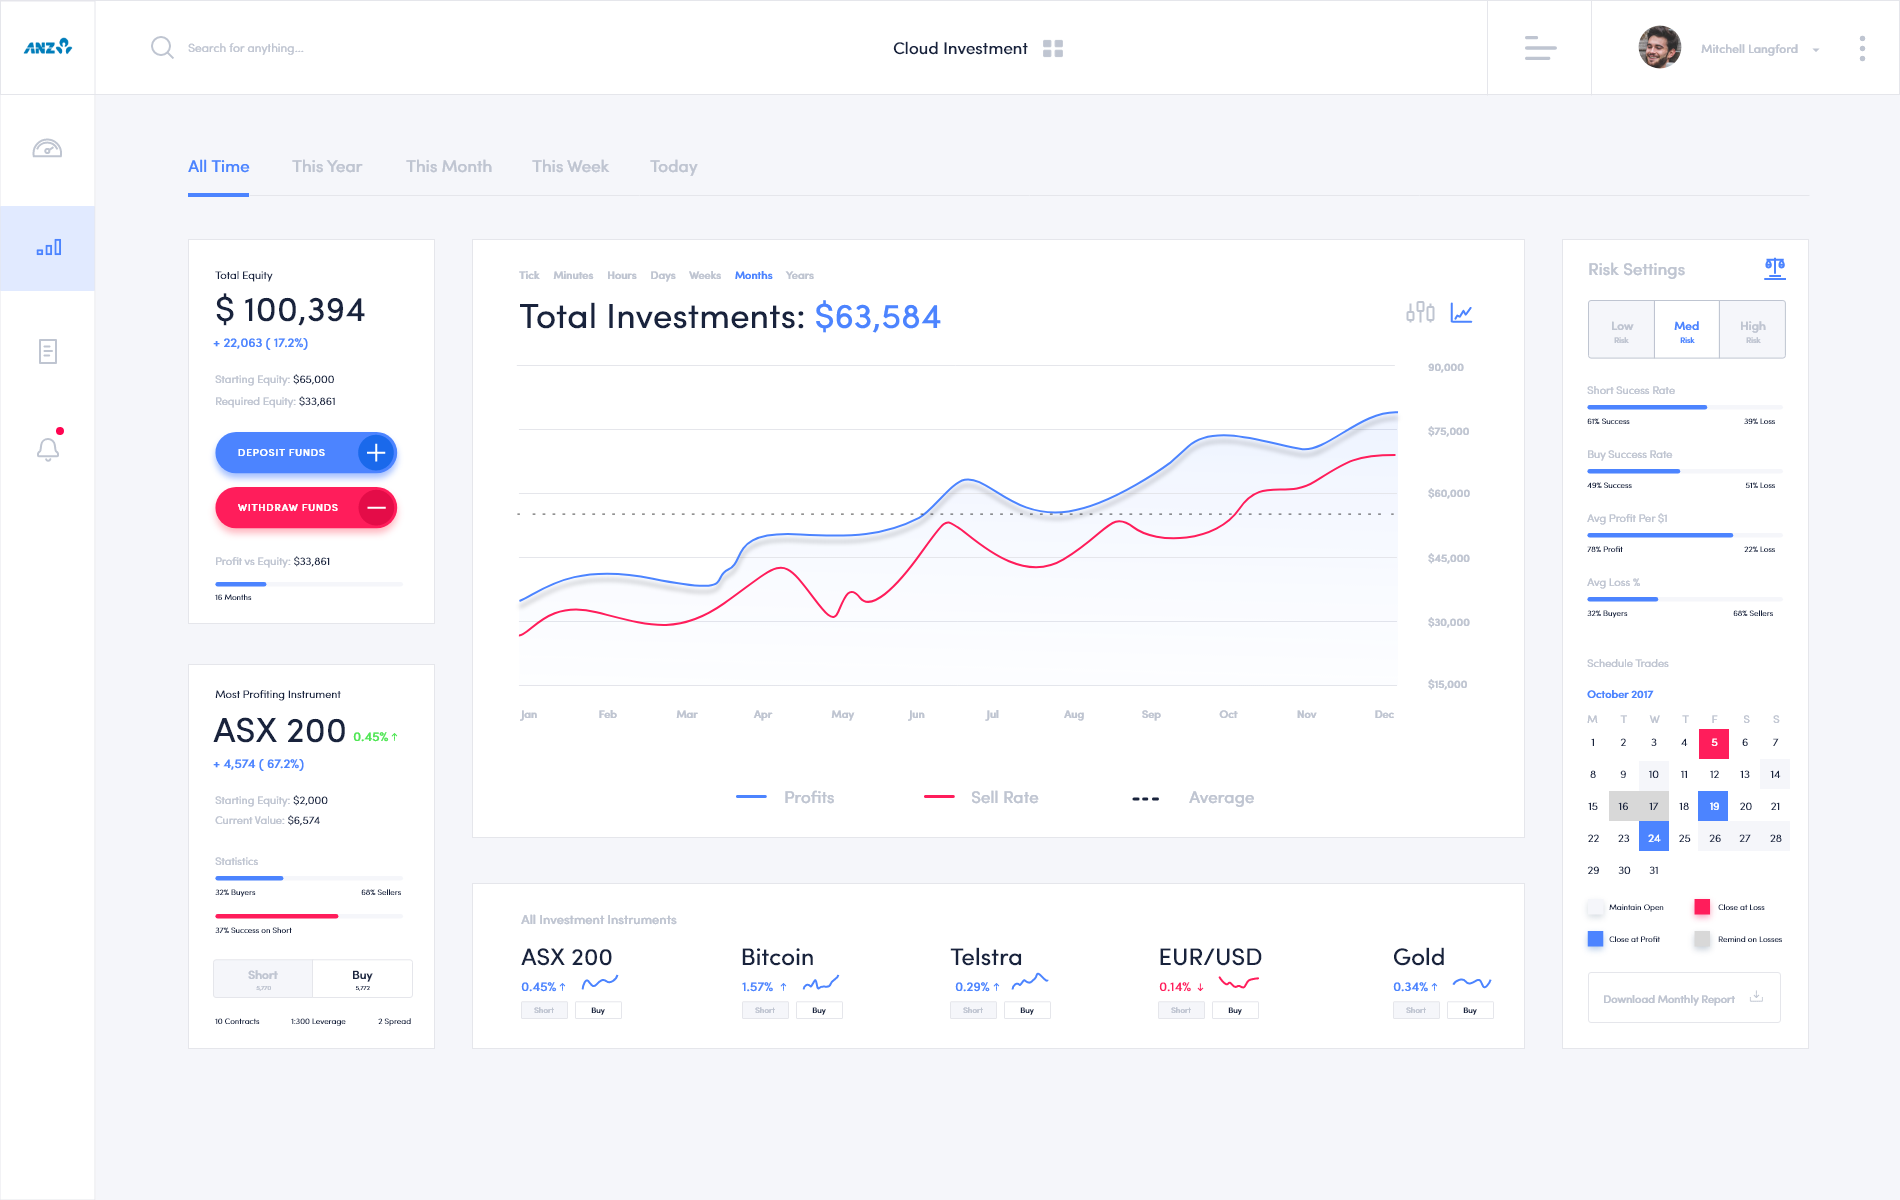 ANZ
Search for anything...
Cloud Investment
Mitchell Langford
All Time This Year This Month This Week Today
Total Equity
$ 100,394
+ 22,063 ( 17.2%)
Starting Equity: $65,000
Required Equity: $33,861
DEPOSIT FUNDS
WITHDRAW FUNDS
Profit vs Equity: $33,861
16 Months
Most Profiting Instrument
ASX 200 0.45% ↑
+ 4,574 ( 67.2%)
Starting Equity: $2,000
Current Value: $6,574
Statistics
32% Buyers 68% Sellers
37% Success on Short
Short Buy
5,770 5,772
10 Contracts 1:300 Leverage 2 Spread
Tick Minutes Hours Days Weeks Months Years
Total Investments: $63,584
90,000
$75,000
$60,000
$45,000
$30,000
$15,000
Jan Feb Mar Apr May Jun Jul Aug Sep Oct Nov Dec
Profits Sell Rate Average
All Investment Instruments
ASX 200 Bitcoin Telstra EUR/USD Gold
0.45% ↑ 1.57% ↑ 0.29% ↑ 0.14% ↓ 0.34% ↑
Short Buy Short Buy Short Buy Short Buy Short Buy
Risk Settings
Low Med High
Risk Risk Risk
Short Sucess Rate
61% Success 39% Loss
Buy Success Rate
49% Success 51% Loss
Avg Profit Per $1
78% Profit 22% Loss
Avg Loss %
32% Buyers 68% Sellers
Schedule Trades
October 2017
M T W T F S S
1 2 3 4 5 6 7
8 9 10 11 12 13 14
15 16 17 18 19 20 21
22 23 24 25 26 27 28
29 30 31
Maintain Open Close at Loss
Close at Profit Remind on Losses
Download Monthly Report